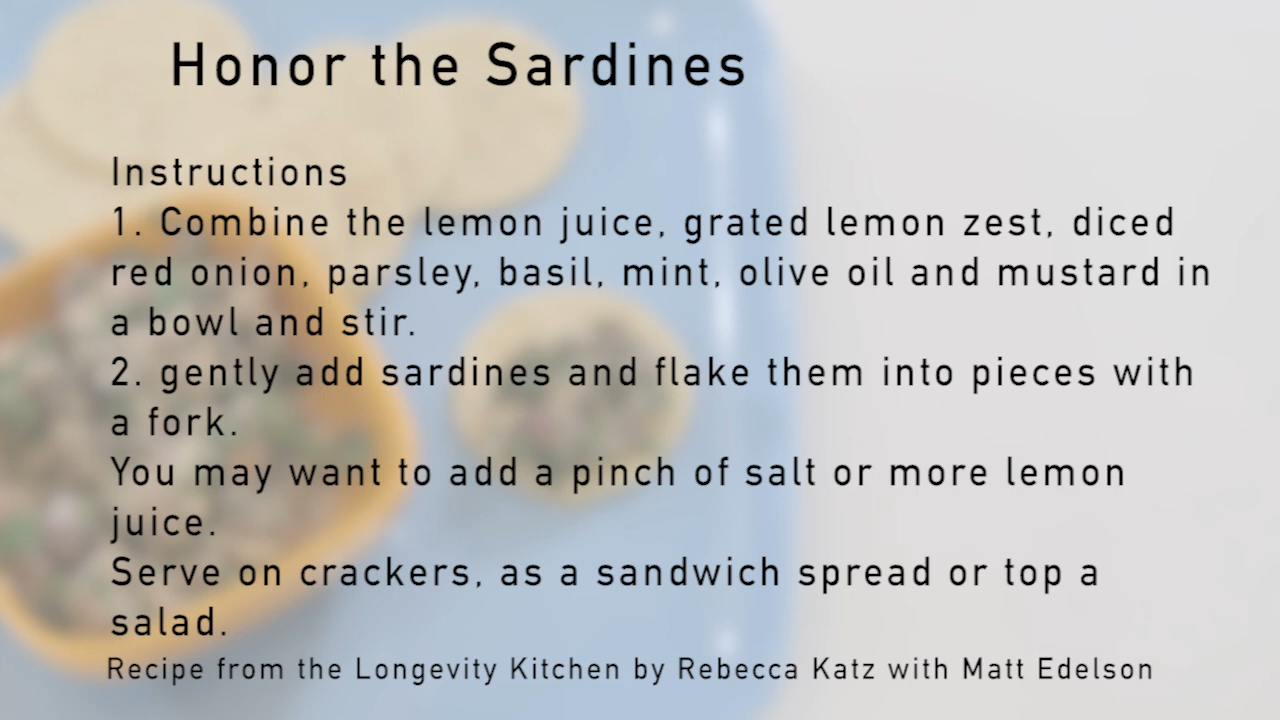 Honor the Sardines
Instructions
1. Combine the lemon juice, grated lemon zest, diced
red onion, parsley, basil, mint, olive oil and mustard in
a bowl and stir.
2. gently add sardines and flake them into pieces with
a fork.
You may want to add a pinch of salt or more lemon
juice.
Serve on crackers, as a sandwich spread or top a
salad.
Recipe from the Longevity Kitchen by Rebecca Katz with Matt Edelson